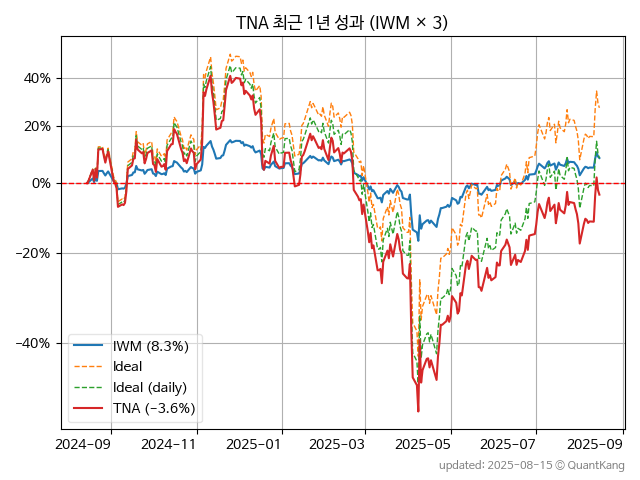 TNA 최근 1년 성과 (IWM × 3)
40%
20%
0%
−20%
−40%
IWM (8.3%)
Ideal
Ideal (daily)
TNA (−3.6%)
2024-09 2024-11 2025-01 2025-03 2025-05 2025-07 2025-09
updated: 2025-08-15 © QuantKang